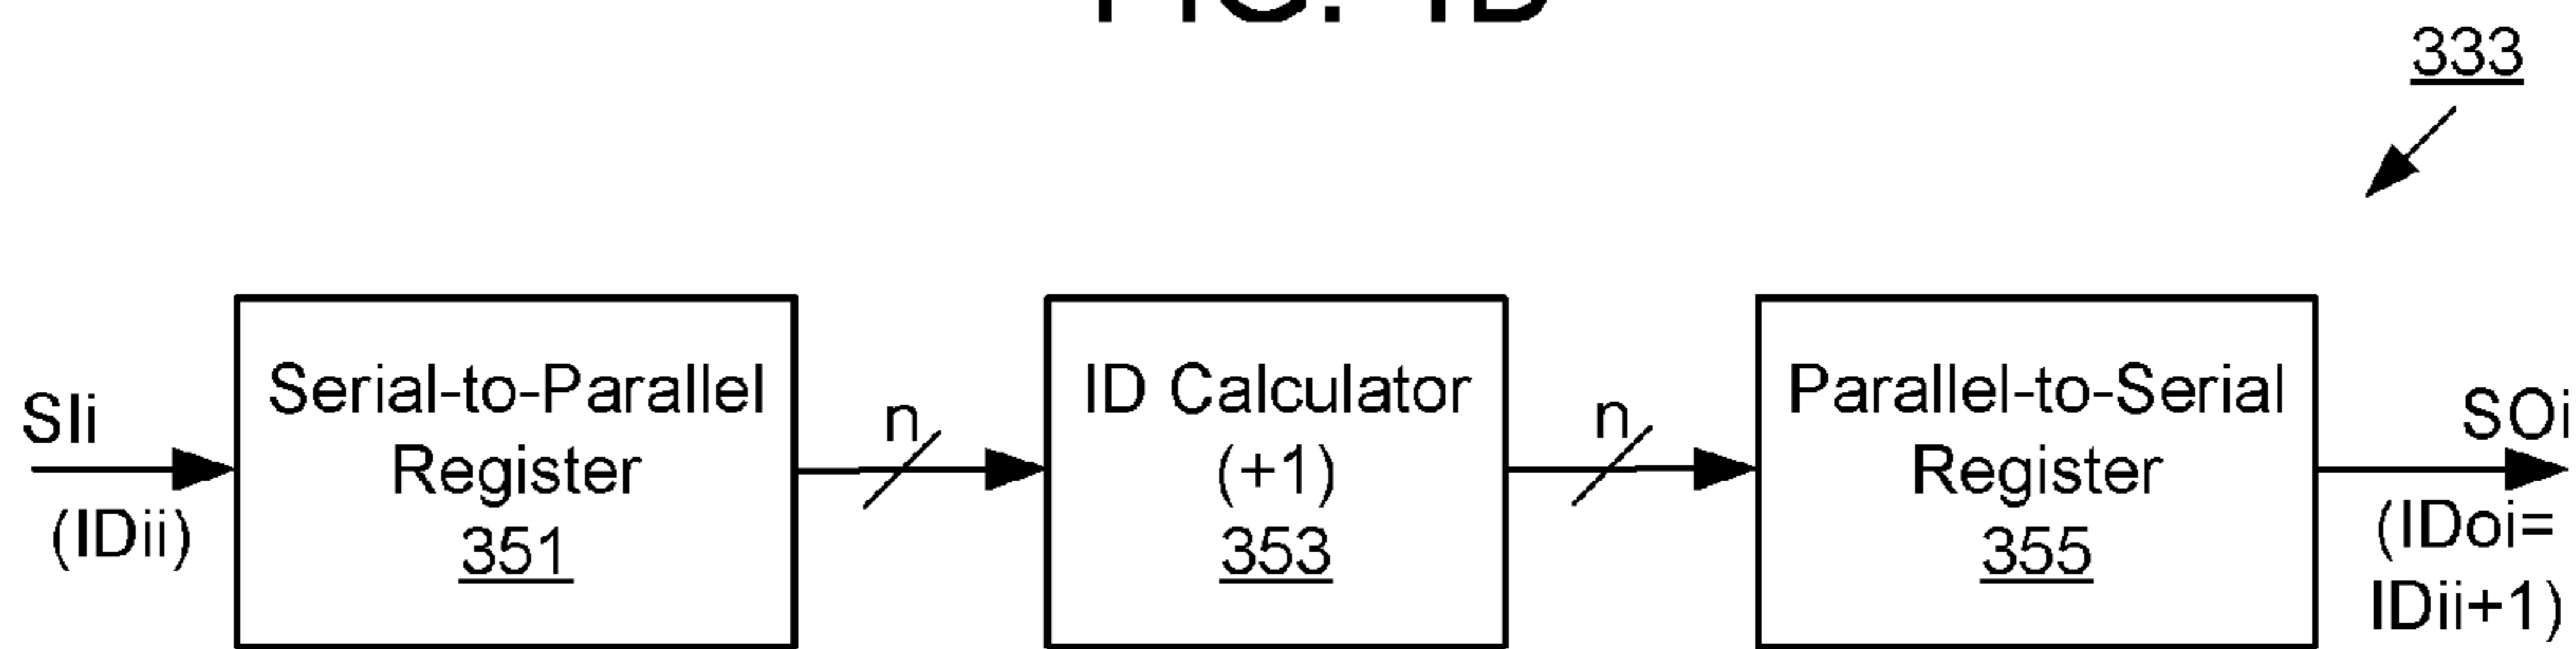 333
SIi
(IDii)
Serial-to-Parallel
Register
351
n
ID Calculator
(+1)
353
n
Parallel-to-Serial
Register
355
SOi
(IDoi=
IDii+1)